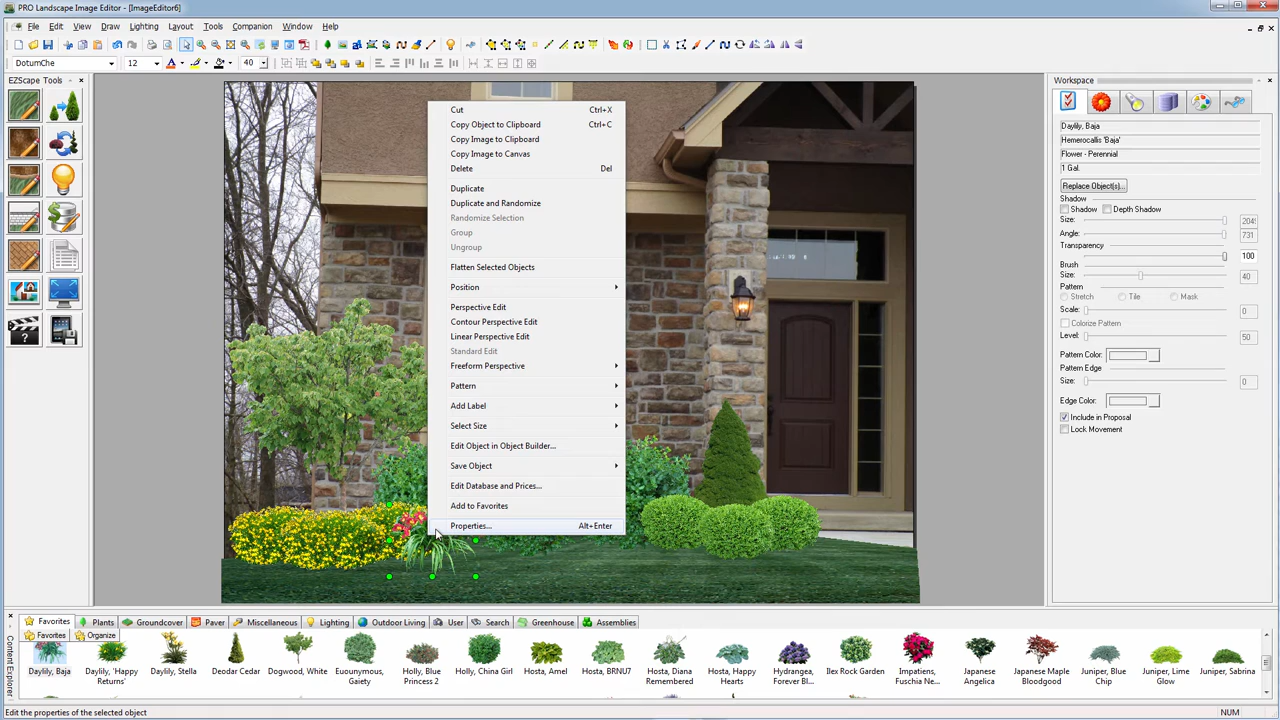 PRO Landscape Image Editor - [ImageEditor6]
File Edit View Draw Lighting Layout Tools Companion Window Help
DotumChe 12 40
EZScape Tools
Cut Ctrl+X
Copy Object to Clipboard Ctrl+C
Copy Image to Clipboard
Copy Image to Canvas
Delete Del
Duplicate
Duplicate and Randomize
Randomize Selection
Group
Ungroup
Flatten Selected Objects
Position
Perspective Edit
Contour Perspective Edit
Linear Perspective Edit
Standard Edit
Freeform Perspective
Pattern
Add Label
Select Size
Edit Object in Object Builder...
Save Object
Edit Database and Prices...
Add to Favorites
Properties... Alt+Enter
Workspace
Daylily, Baja
Hemerocallis 'Baja'
Flower - Perennial
1 Gal.
Replace Object(s)...
Shadow
Shadow Depth Shadow
Size:
Angle: 731
Transparency
100
Brush
Size: 40
Pattern
Stretch Tile Mask
Scale: 0
Colorize Pattern
Level: 50
Pattern Color:
Pattern Edge
Size: 0
Edge Color:
Include in Proposal
Lock Movement
Content Explorer
Favorites Plants Groundcover Paver Miscellaneous Lighting Outdoor Living User Search Greenhouse Assemblies
Favorites Organize
Daylily, Baja
Daylily, 'Happy Returns'
Daylily, Stella
Deodar Cedar
Dogwood, White
Euounymous, Gaiety
Holly, Blue Princess 2
Holly, China Girl
Hosta, Amel
Hosta, BRNU7
Hosta, Diana Remembered
Hosta, Happy Hearts
Hydrangea, Forever Bl...
Ilex Rock Garden
Impatiens, Fuschia Ne...
Japanese Angelica
Japanese Maple Bloodgood
Juniper, Blue Chip
Juniper, Lime Glow
Juniper, Sabrina
Edit the properties of the selected object
NUM